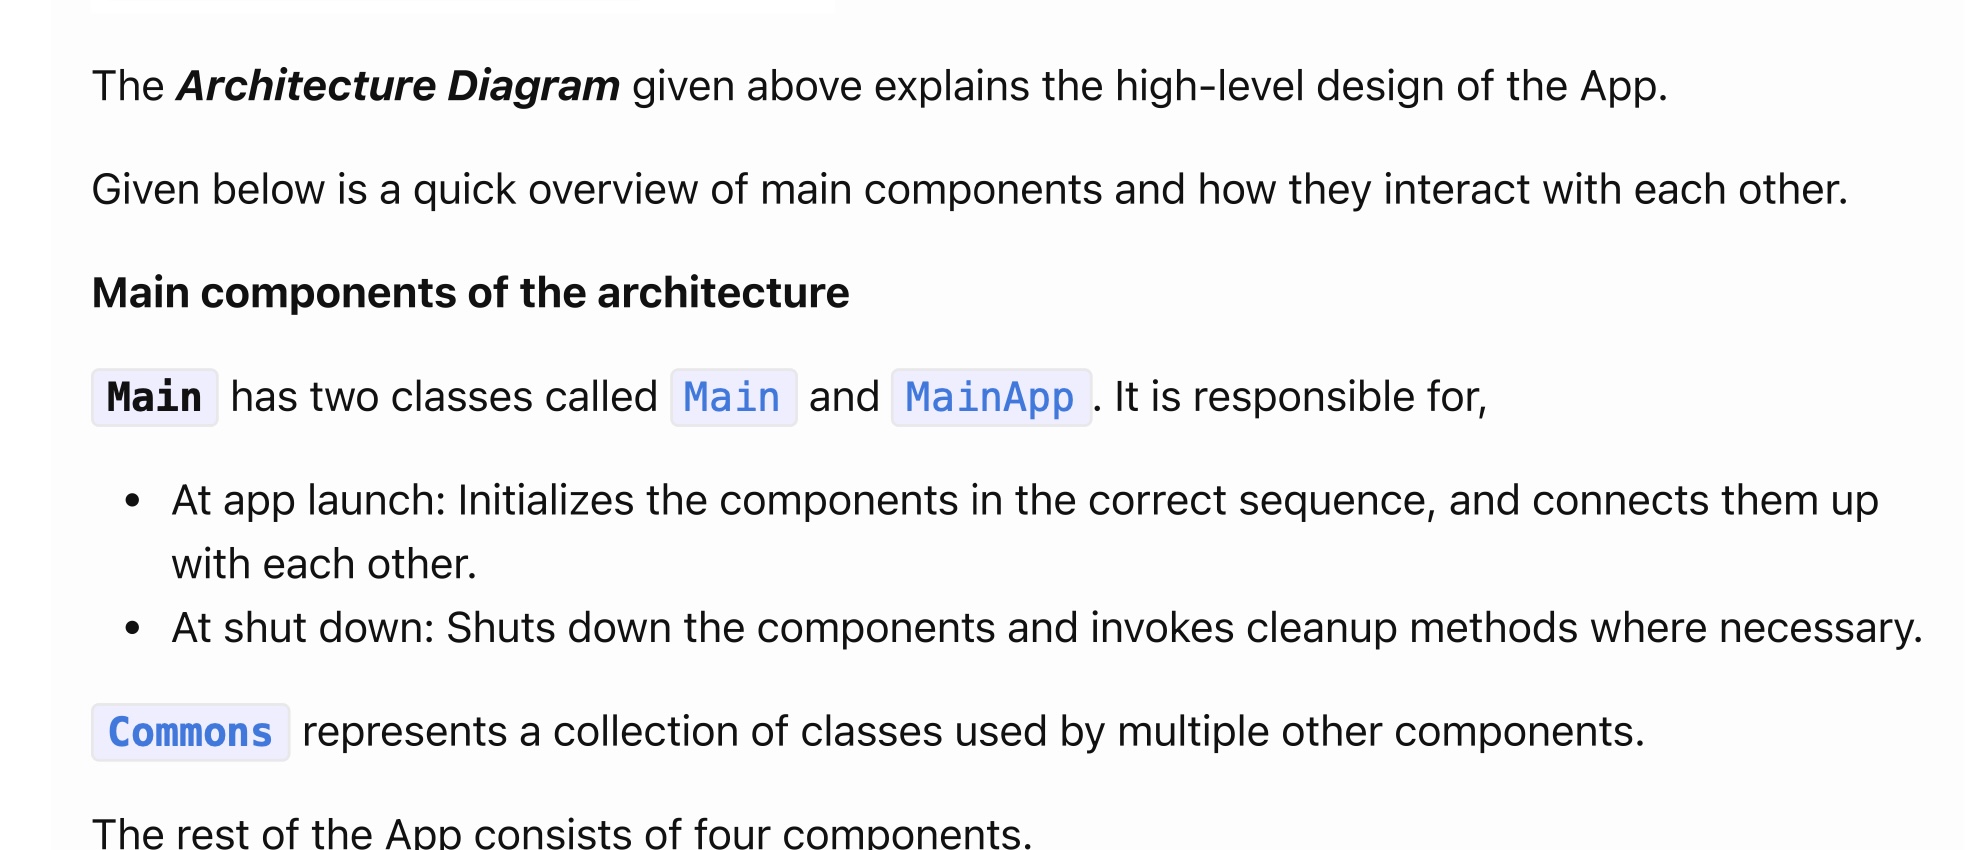 The Architecture Diagram given above explains the high-level design of the App.
Given below is a quick overview of main components and how they interact with each other.
Main components of the architecture
Main has two classes called Main and MainApp. It is responsible for,
• At app launch: Initializes the components in the correct sequence, and connects them up
with each other.
• At shut down: Shuts down the components and invokes cleanup methods where necessary.
Commons represents a collection of classes used by multiple other components.
The rest of the App consists of four components.